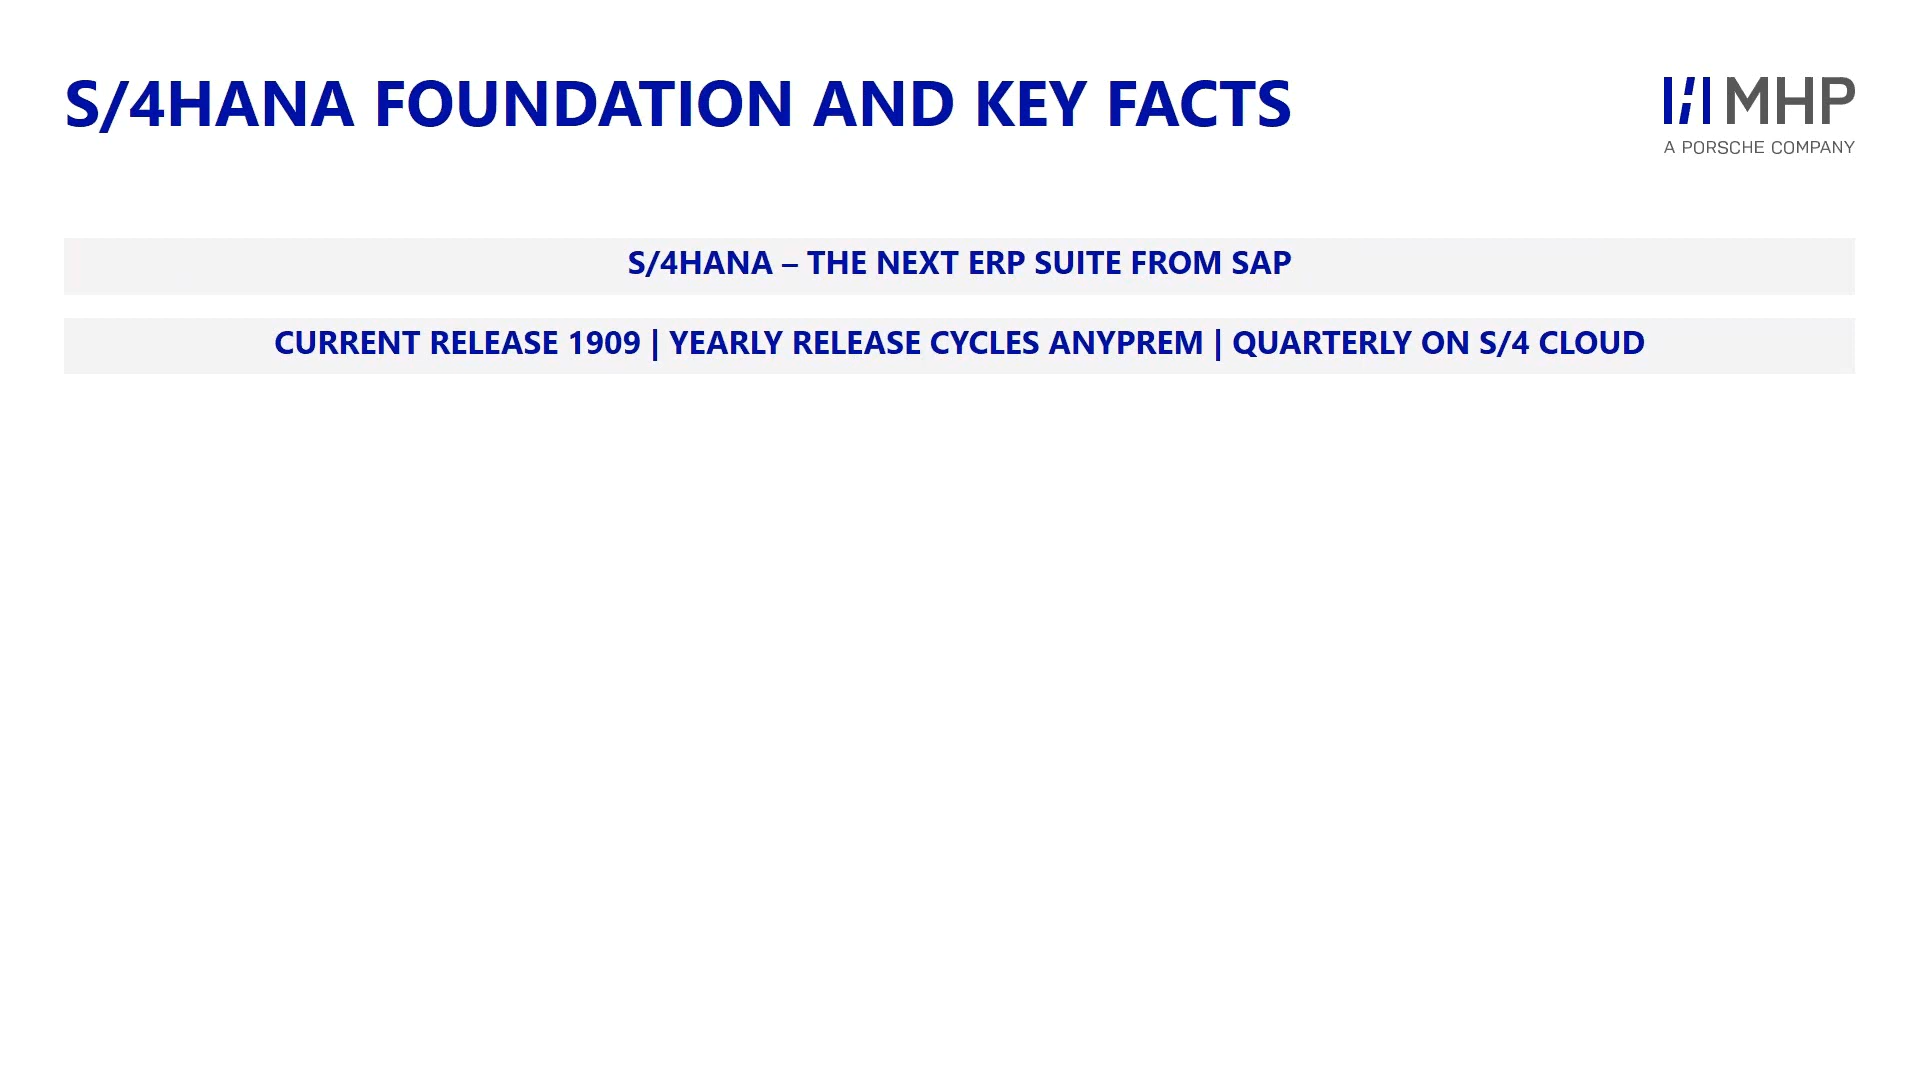 S/4HANA FOUNDATION AND KEY FACTS
MHP
A PORSCHE COMPANY
S/4HANA – THE NEXT ERP SUITE FROM SAP
CURRENT RELEASE 1909 | YEARLY RELEASE CYCLES ANYPREM | QUARTERLY ON S/4 CLOUD